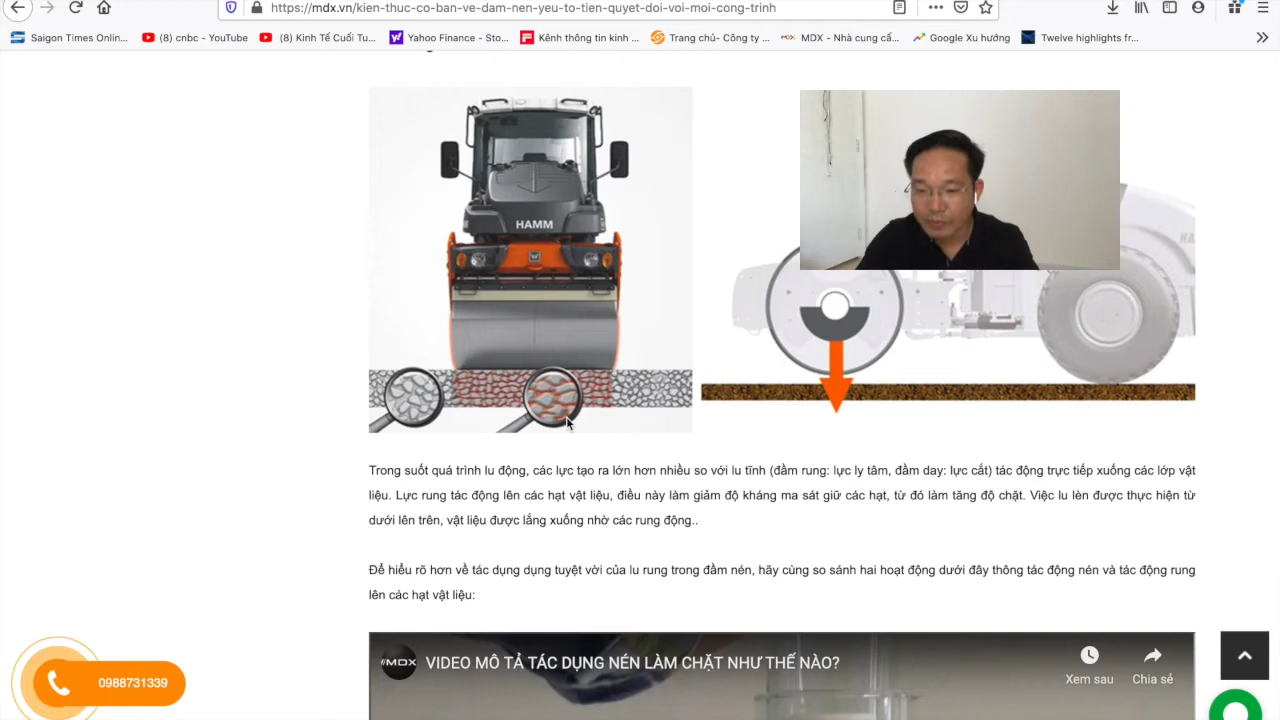 https://mdx.vn/kien-thuc-co-ban-ve-dam-nen-yeu-to-tien-quyet-doi-voi-moi-cong-trinh
Saigon Times Onlin... (8) cnbc - YouTube (8) Kinh Tế Cuối Tu... Yahoo Finance - Sto... Kênh thông tin kinh ... Trang chủ- Công ty ... MDX - Nhà cung cấ... Google Xu hướng Twelve highlights fr...
HAMM
Trong suốt quá trình lu động, các lực tạo ra lớn hơn nhiều so với lu tĩnh (đầm rung: lực ly tâm, đầm day: lực cắt) tác động trực tiếp xuống các lớp vật
liệu. Lực rung tác động lên các hạt vật liệu, điều này làm giảm độ kháng ma sát giữ các hạt, từ đó làm tăng độ chặt. Việc lu lèn được thực hiện từ
dưới lên trên, vật liệu được lắng xuống nhờ các rung động..
Để hiểu rõ hơn về tác dụng dụng tuyệt vời của lu rung trong đầm nén, hãy cùng so sánh hai hoạt động dưới đây thông tác động nén và tác động rung
lên các hạt vật liệu:
MDX VIDEO MÔ TẢ TÁC DỤNG NÉN LÀM CHẶT NHƯ THẾ NÀO?
Xem sau Chia sẻ
0988731339